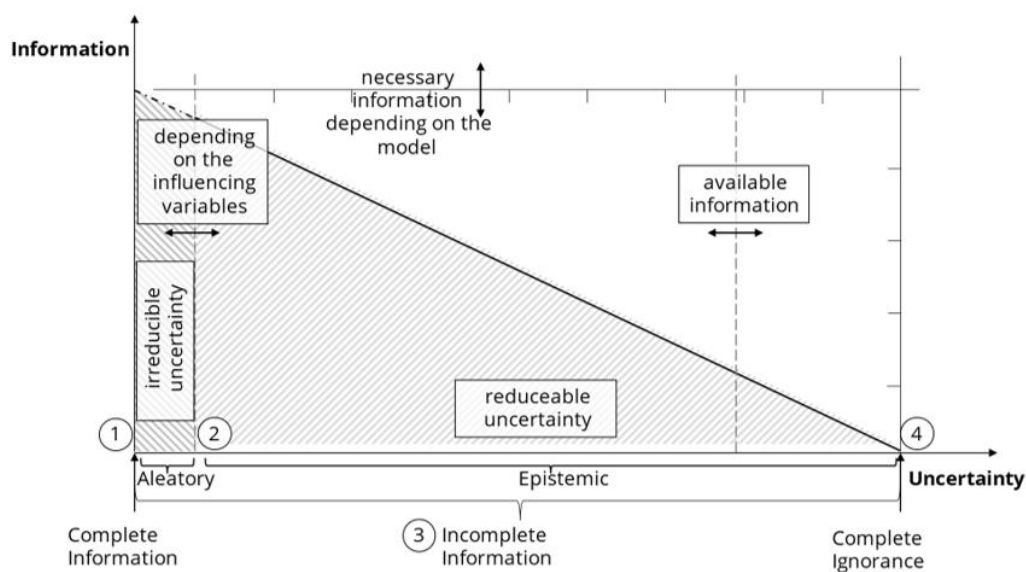 Information
necessary
information
depending on the
model
depending
on the
influencing
variables
available
information
irreducible
uncertainty
reduceable
uncertainty
1
2
4
Aleatory
Epistemic
Uncertainty
Complete
Information
3 Incomplete
Information
Complete
Ignorance